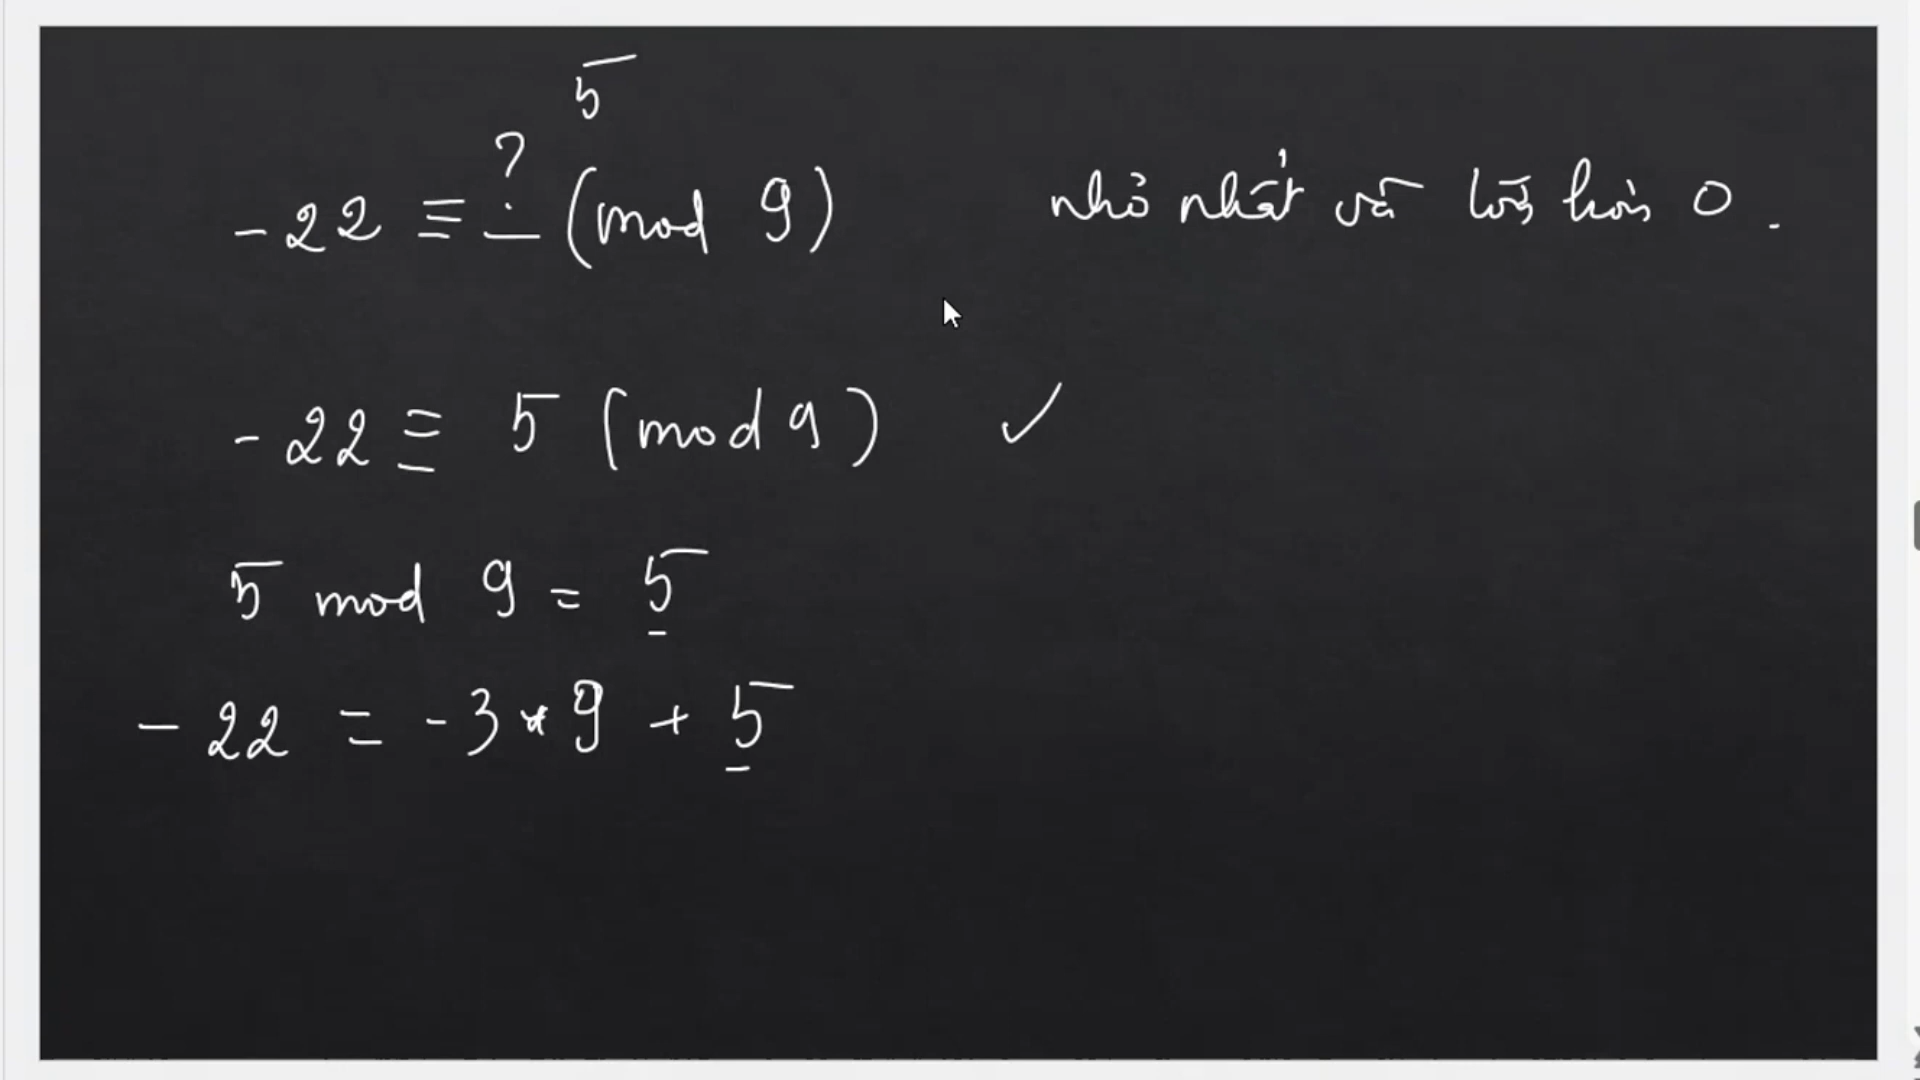 5
-22 ≡ ? (mod 9) nhỏ nhất và lớn hơn 0.
-22 ≡ 5 (mod 9) ✓
5 mod 9 = 5
-22 = -3 * 9 + 5